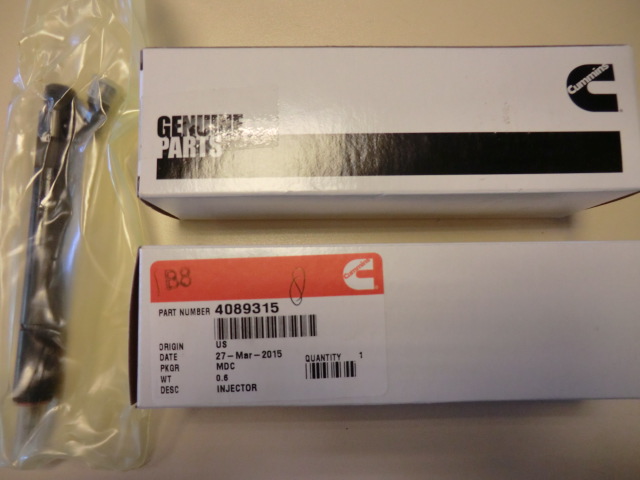 Cummins
GENUINE
PARTS
B8
PART NUMBER 4089315
ORIGIN US
DATE 27-Mar-2015 QUANTITY 1
PKGR MDC
WT 0.6
DESC INJECTOR